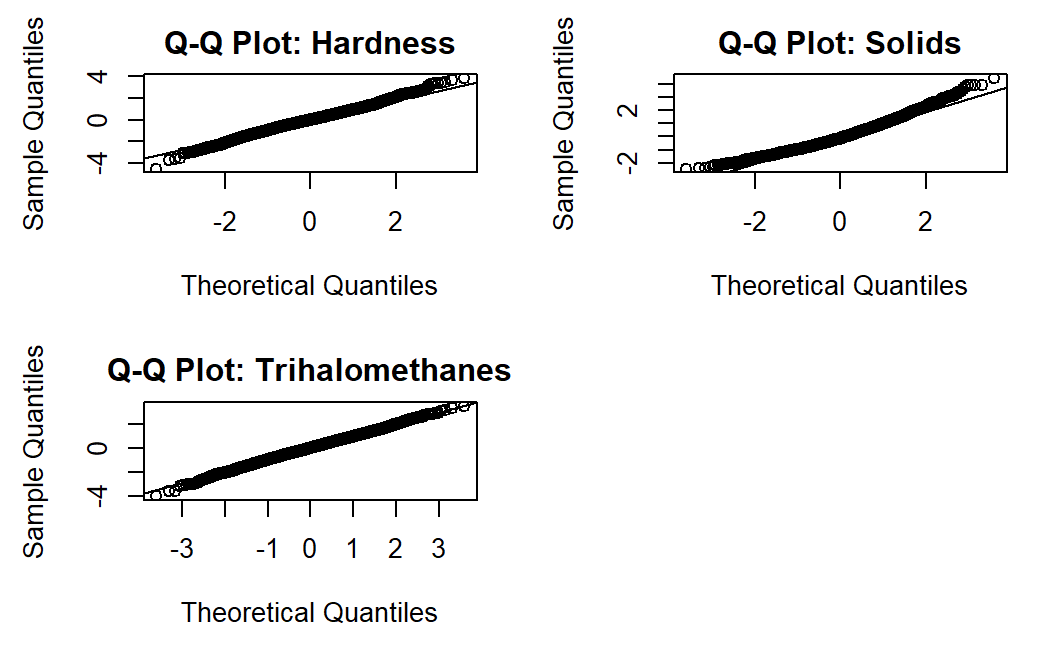 Q-Q Plot: Hardness
Sample Quantiles
4
0
-4
-2 0 2
Theoretical Quantiles
Q-Q Plot: Solids
Sample Quantiles
2
-2
-2 0 2
Theoretical Quantiles
Q-Q Plot: Trihalomethanes
Sample Quantiles
0
-4
-3 -1 0 1 2 3
Theoretical Quantiles